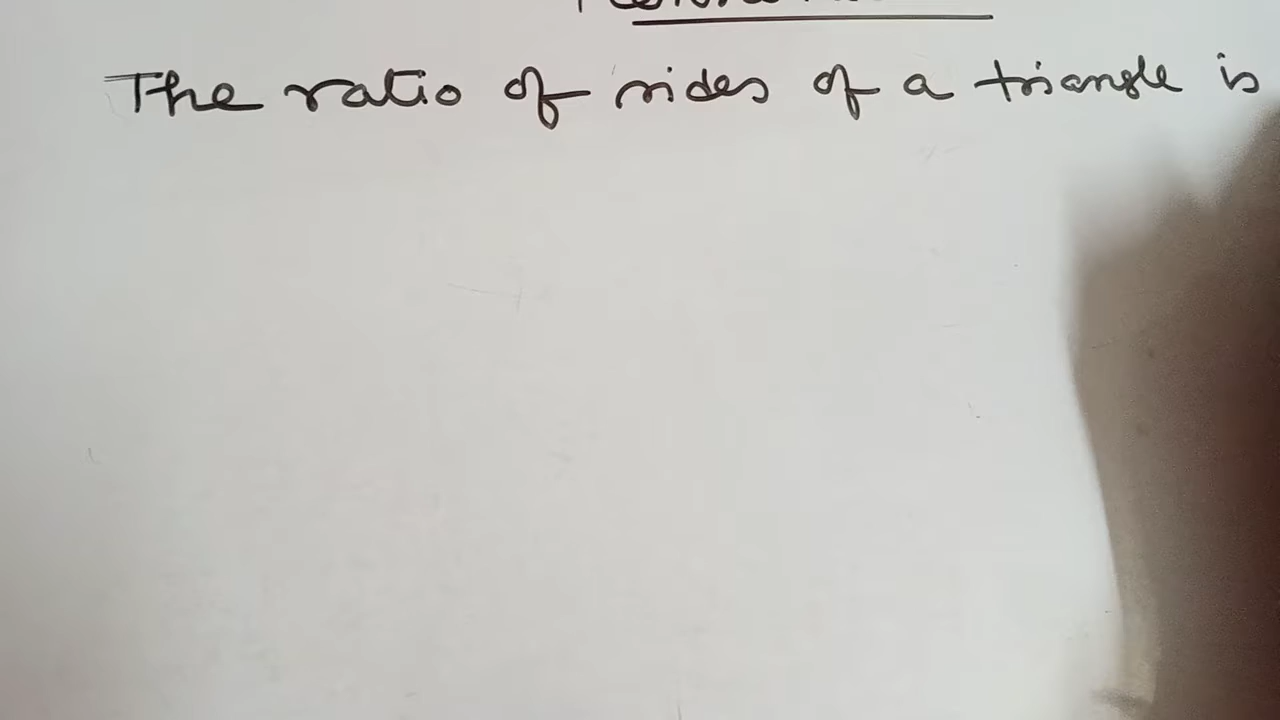 The ratio of sides of a triangle is